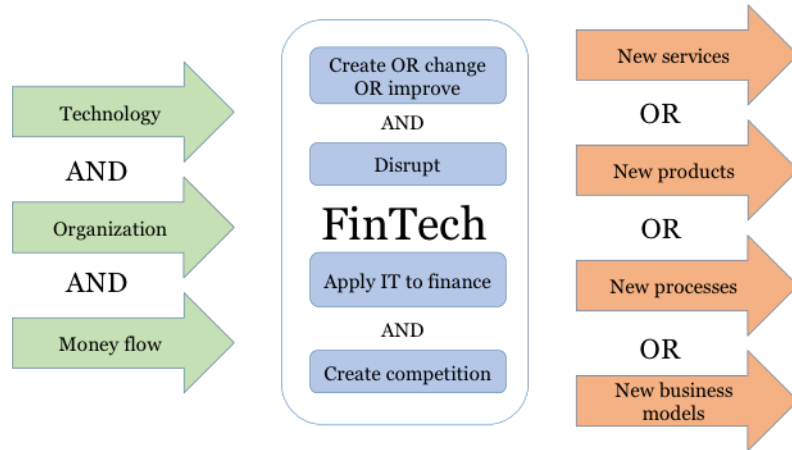 Technology
AND
Organization
AND
Money flow
Create OR change
OR improve
AND
Disrupt
FinTech
Apply IT to finance
AND
Create competition
New services
OR
New products
OR
New processes
OR
New business
models